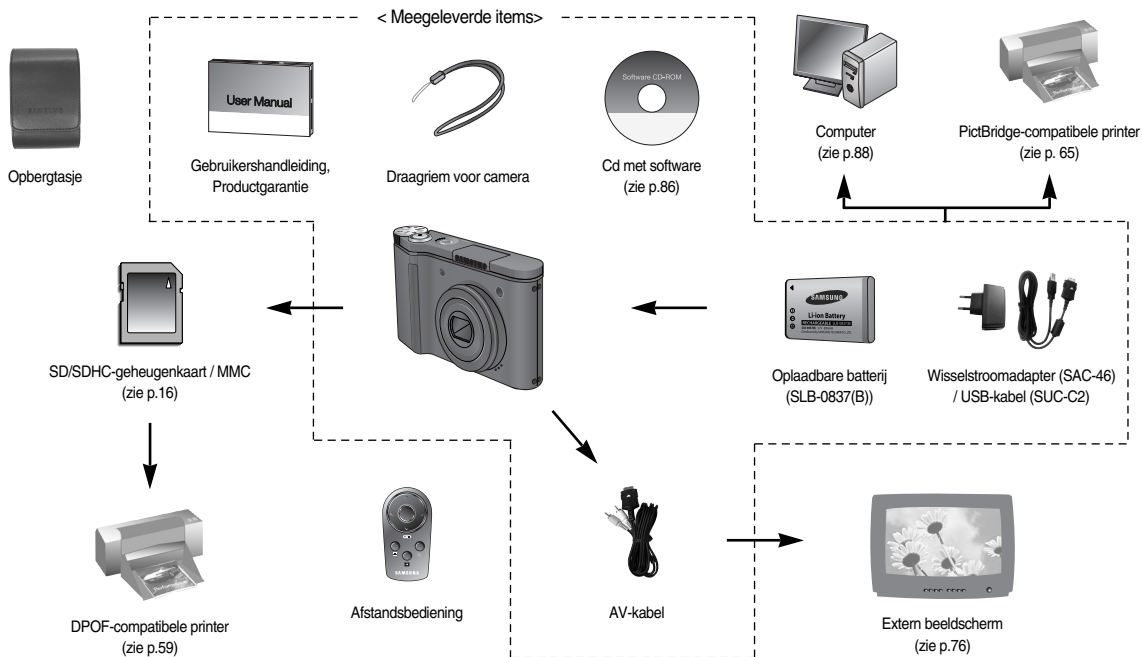 < Meegeleverde items>
SAMSUNG
Opbergtasje
User Manual
Gebruikershandleiding,
Productgarantie
Draagriem voor camera
Software CD-ROM
Cd met software
(zie p.86)
Computer
(zie p.88)
PictBridge-compatibele printer
(zie p. 65)
SAMSUNG
SD/SDHC-geheugenkaart / MMC
(zie p.16)
SAMSUNG
Li-ion Battery
Oplaadbare batterij
(SLB-0837(B))
Wisselstroomadapter (SAC-46)
/ USB-kabel (SUC-C2)
DPOF-compatibele printer
(zie p.59)
SAMSUNG
Afstandsbediening
AV-kabel
Extern beeldscherm
(zie p.76)